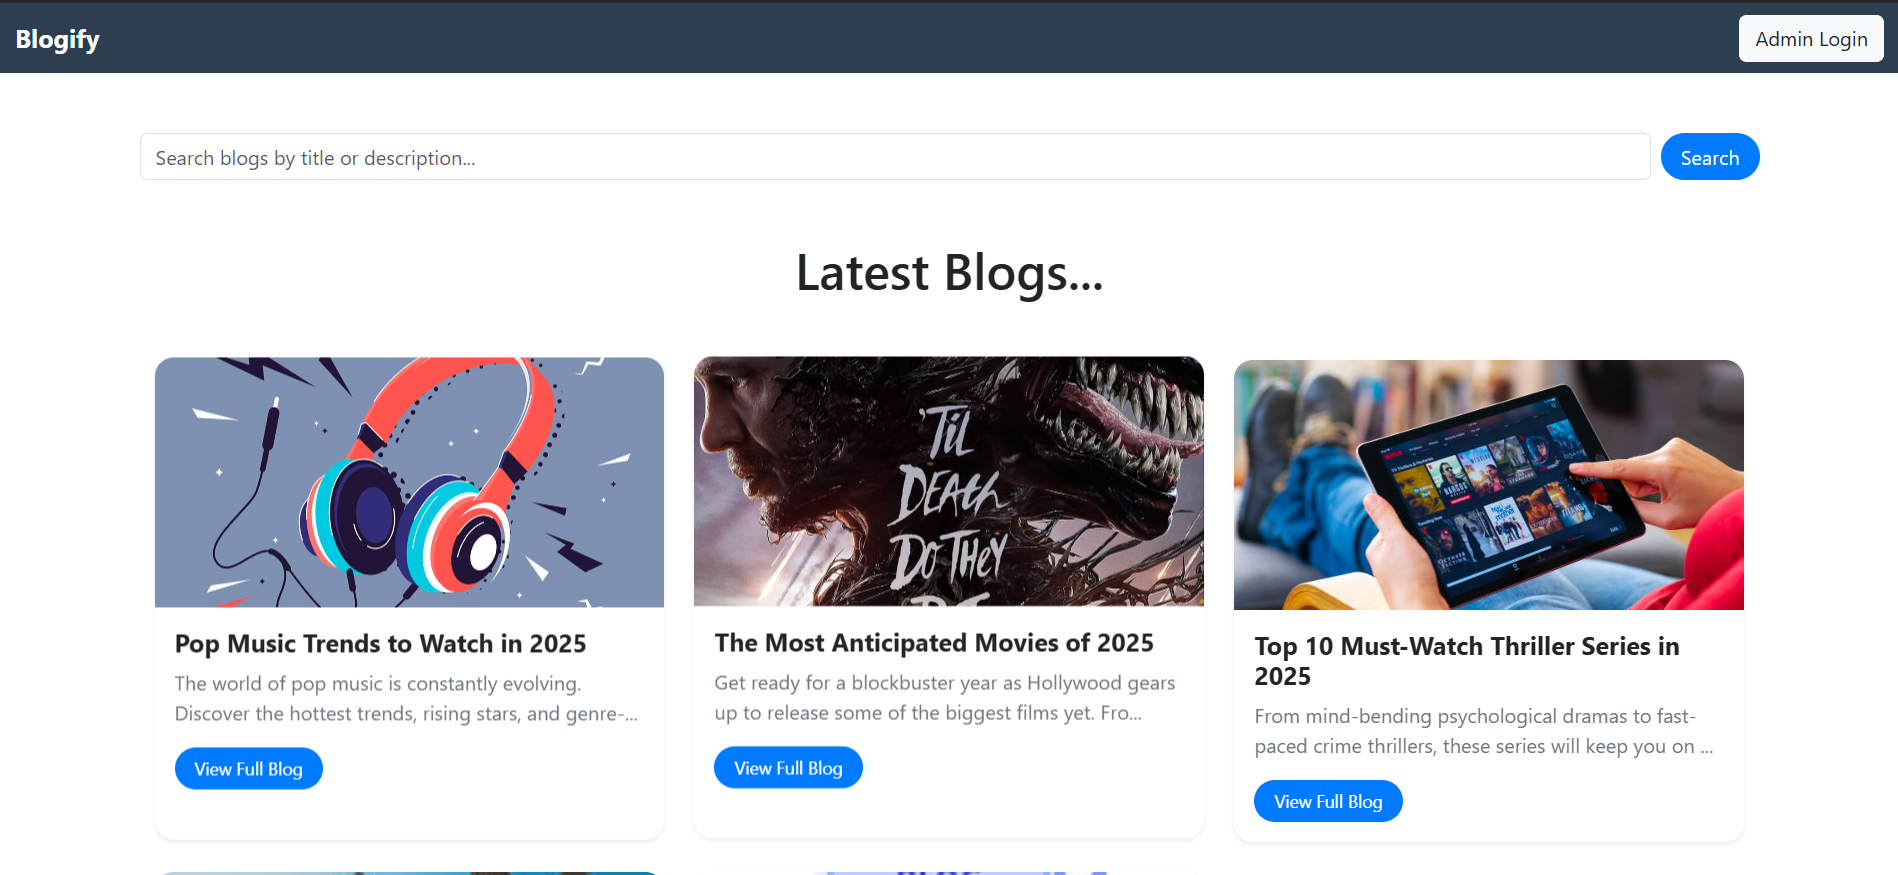 Blogify
Admin Login
Search blogs by title or description...
Search
Latest Blogs...
'TIL
DEATH
DO THEY
NETFLIX
NARCOS
Pop Music Trends to Watch in 2025
The world of pop music is constantly evolving.
Discover the hottest trends, rising stars, and genre-...
View Full Blog
The Most Anticipated Movies of 2025
Get ready for a blockbuster year as Hollywood gears
up to release some of the biggest films yet. Fro...
View Full Blog
Top 10 Must-Watch Thriller Series in
2025
From mind-bending psychological dramas to fast-
paced crime thrillers, these series will keep you on ...
View Full Blog